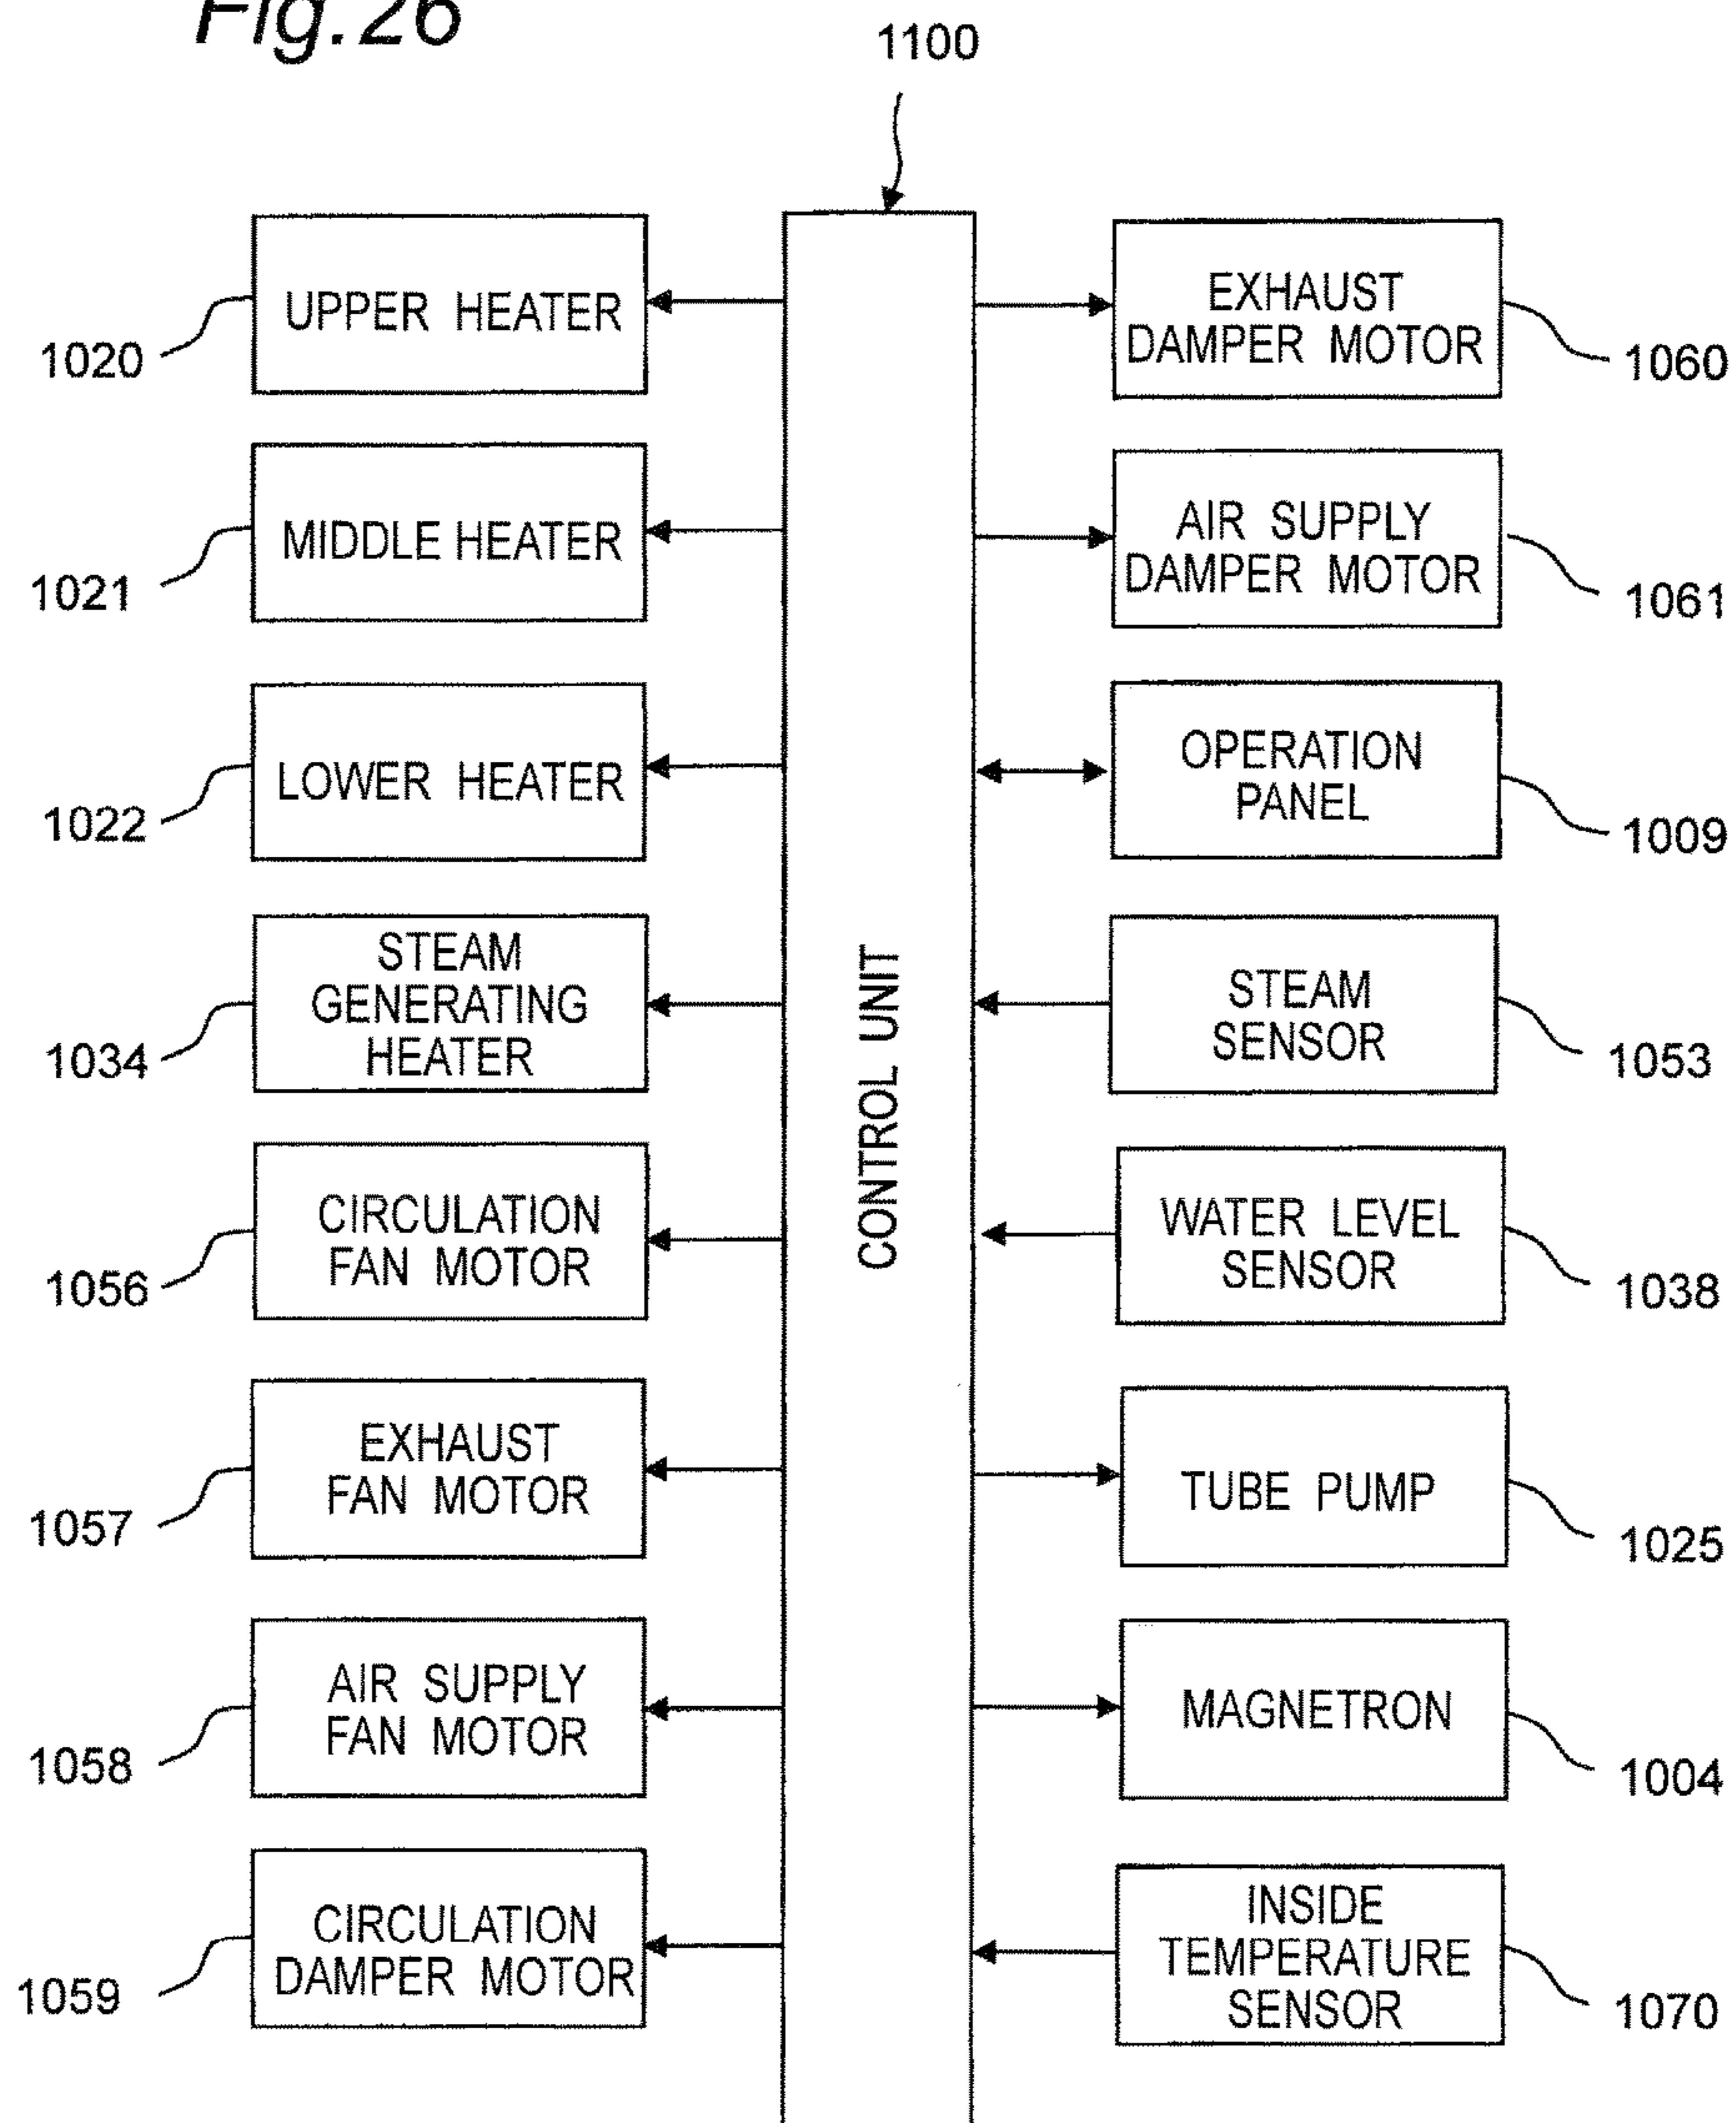 Fig.26
1100
UPPER HEATER
1020
MIDDLE HEATER
1021
LOWER HEATER
1022
STEAM
GENERATING
HEATER
1034
CIRCULATION
FAN MOTOR
1056
EXHAUST
FAN MOTOR
1057
AIR SUPPLY
FAN MOTOR
1058
CIRCULATION
DAMPER MOTOR
1059
CONTROL UNIT
EXHAUST
DAMPER MOTOR
1060
AIR SUPPLY
DAMPER MOTOR
1061
OPERATION
PANEL
1009
STEAM
SENSOR
1053
WATER LEVEL
SENSOR
1038
TUBE PUMP
1025
MAGNETRON
1004
INSIDE
TEMPERATURE
SENSOR
1070